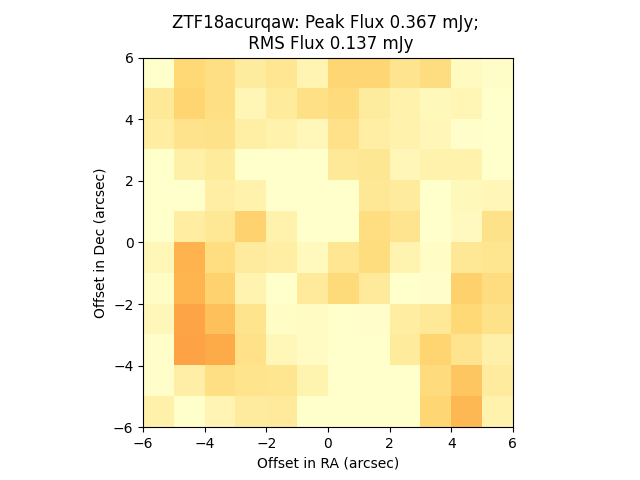 ZTF18acurqaw: Peak Flux 0.367 mJy;
RMS Flux 0.137 mJy
6
4
2
0
−2
−4
−6
Offset in Dec (arcsec)
−6 −4 −2 0 2 4 6
Offset in RA (arcsec)